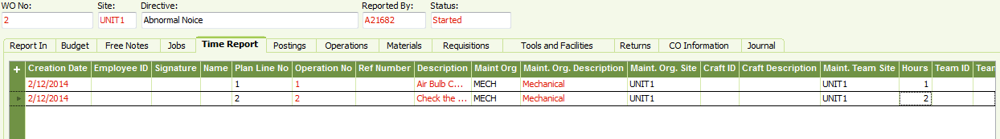 WO No: Site: Directive: Reported By: Status:
2 UNIT1 Abnormal Noice A21682 Started
Report In Budget Free Notes Jobs Time Report Postings Operations Materials Requisitions Tools and Facilities Returns CO Information Journal
+ Creation Date Employee ID Signature Name Plan Line No Operation No Ref Number Description Maint Org Maint. Org. Description Maint. Org. Site Craft ID Craft Description Maint. Team Site Hours Team ID Tean
2/12/2014 1 1 Air Bulb C... MECH Mechanical UNIT1 UNIT1 1
2/12/2014 2 2 Check the ... MECH Mechanical UNIT1 UNIT1 2